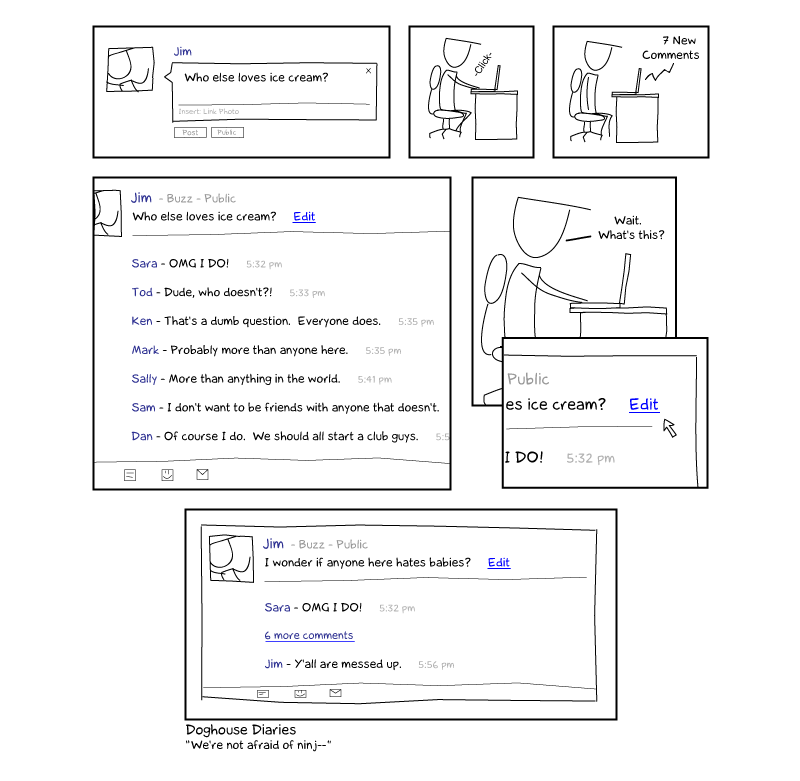 Jim
Who else loves ice cream?
x
Insert: Link Photo
Post
Public
-Click-
7 New
Comments
Jim - Buzz - Public
Who else loves ice cream? Edit
Sara - OMG I DO! 5:32 pm
Tod - Dude, who doesn't?! 5:33 pm
Ken - That's a dumb question. Everyone does. 5:35 pm
Mark - Probably more than anyone here. 5:35 pm
Sally - More than anything in the world. 5:41 pm
Sam - I don't want to be friends with anyone that doesn't.
Dan - Of course I do. We should all start a club guys. 5:5
Wait.
What's this?
Public
es ice cream? Edit
I DO! 5:32 pm
Jim - Buzz - Public
I wonder if anyone here hates babies? Edit
Sara - OMG I DO! 5:32 pm
6 more comments
Jim - Y'all are messed up. 5:56 pm
Doghouse Diaries
"We're not afraid of ninj--"